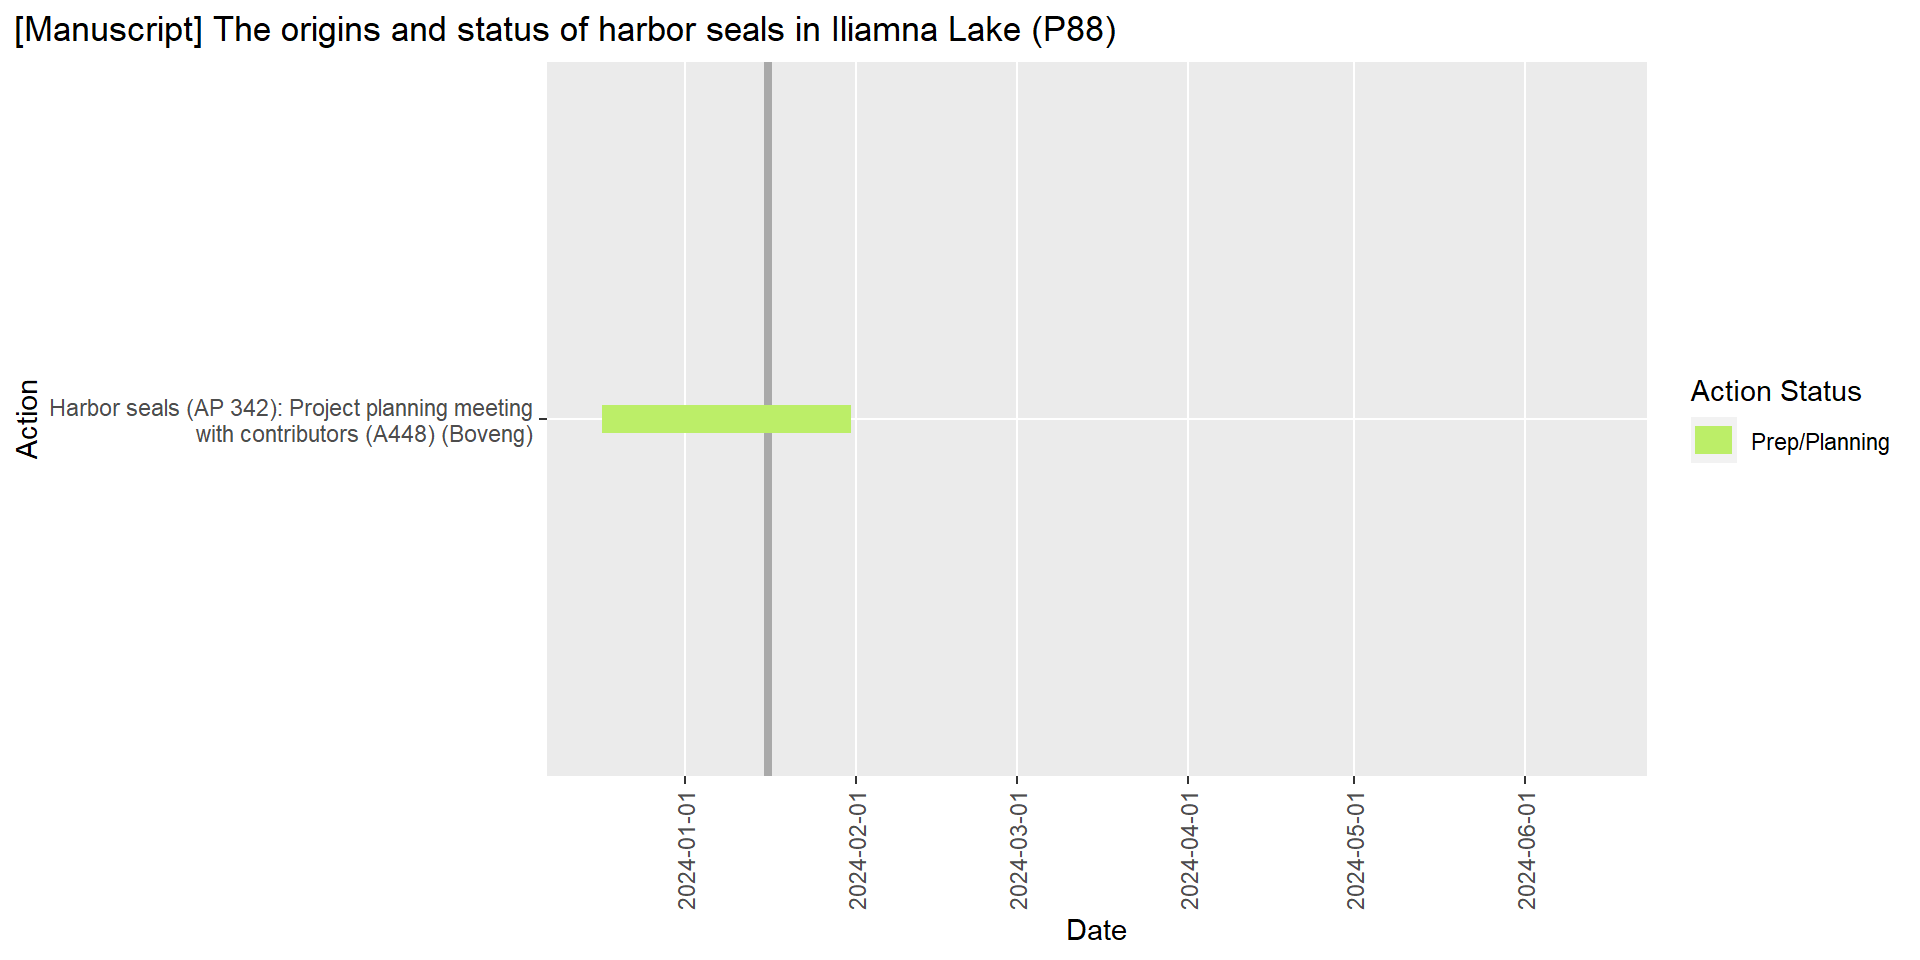 [Manuscript] The origins and status of harbor seals in Iliamna Lake (P88)
Action
Harbor seals (AP 342): Project planning meeting
with contributors (A448) (Boveng)
Action Status
Prep/Planning
2024-01-01
2024-02-01
2024-03-01
2024-04-01
2024-05-01
2024-06-01
Date